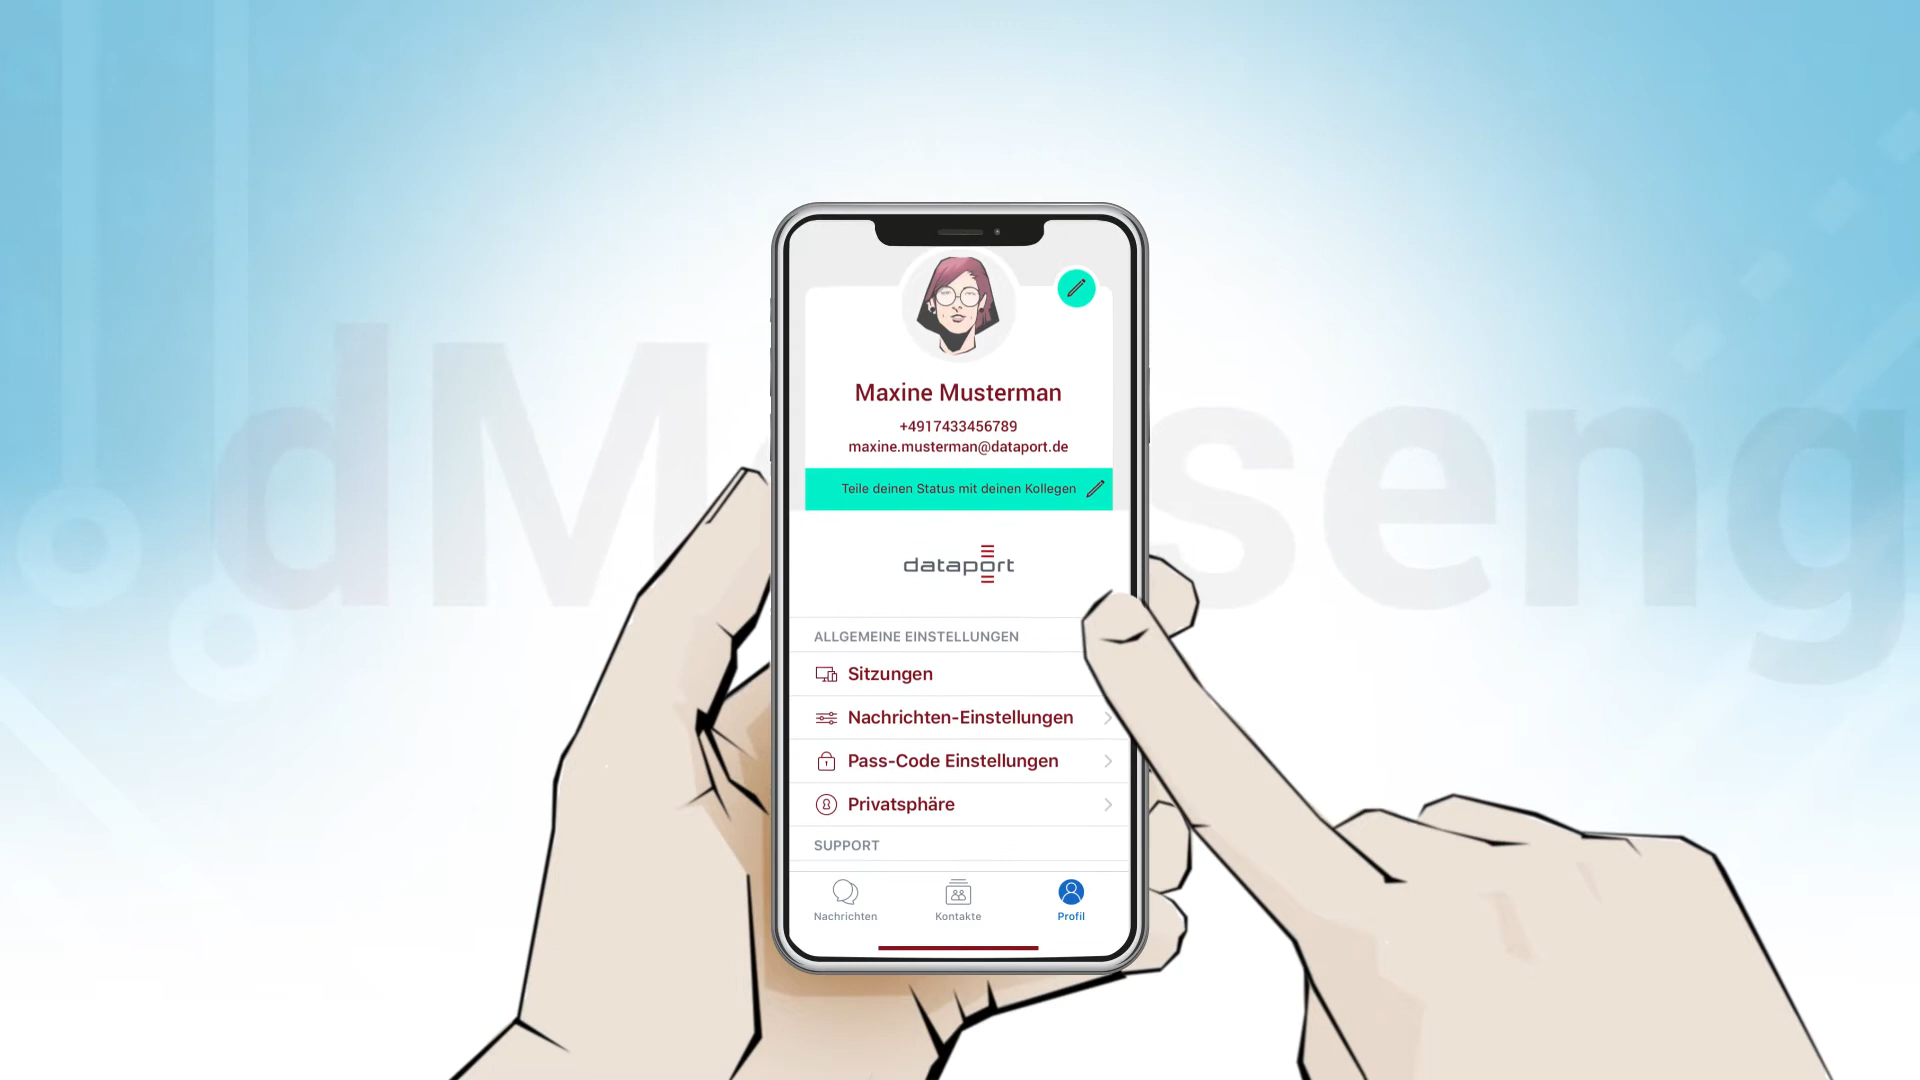 Maxine Musterman
+4917433456789
maxine.musterman@dataport.de
Teile deinen Status mit deinen Kollegen
dataport
ALLGEMEINE EINSTELLUNGEN
Sitzungen
Nachrichten-Einstellungen
Pass-Code Einstellungen
Privatsphäre
SUPPORT
Nachrichten
Kontakte
Profil